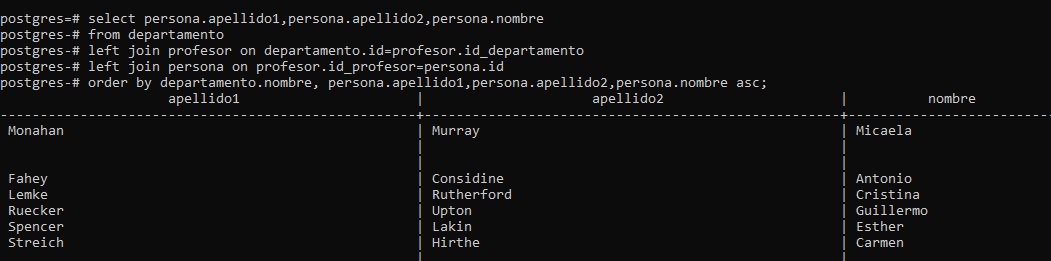 postgres=# select persona.apellido1,persona.apellido2,persona.nombre
postgres-# from departamento
postgres-# left join profesor on departamento.id=profesor.id_departamento
postgres-# left join persona on profesor.id_profesor=persona.id
postgres-# order by departamento.nombre, persona.apellido1,persona.apellido2,persona.nombre asc;
apellido1 | apellido2 | nombre
Monahan | Murray | Micaela
| |
| |
Fahey | Considine | Antonio
Lemke | Rutherford | Cristina
Ruecker | Upton | Guillermo
Spencer | Lakin | Esther
Streich | Hirthe | Carmen